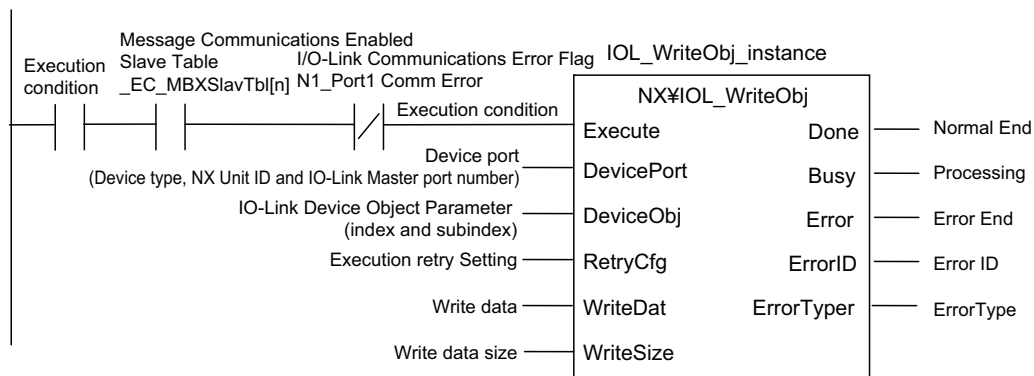 Message Communications Enabled
Execution Slave Table I/O-Link Communications Error Flag IOL_WriteObj_instance
condition _EC_MBXSlavTbl[n] N1_Port1 Comm Error
NX¥IOL_WriteObj
Execution condition
Execute Done Normal End
Device port
(Device type, NX Unit ID and IO-Link Master port number) DevicePort Busy Processing
IO-Link Device Object Parameter
(index and subindex) DeviceObj Error Error End
Execution retry Setting RetryCfg ErrorID Error ID
Write data WriteDat ErrorTyper ErrorType
Write data size WriteSize